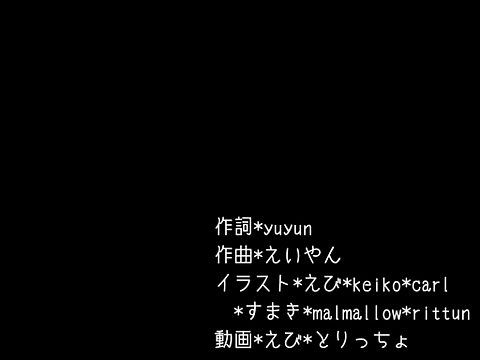 作詞*yuyun
作曲*えいやん
イラスト*えび*keiko*carl
*すまき*malmallow*rittun
動画*えび*とりっちょ